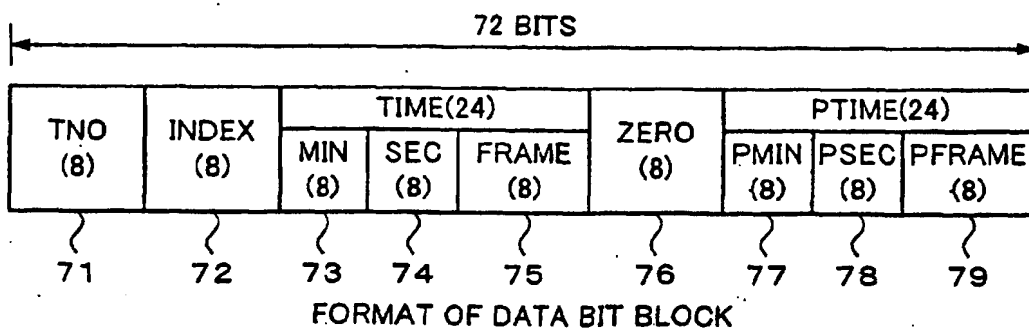 72 BITS
TIME(24) PTIME(24)
TNO INDEX ZERO
(8) (8) (8)
MIN SEC FRAME PMIN PSEC PFRAME
(8) (8) (8) (8) (8) (8)
71 72 73 74 75 76 77 78 79
FORMAT OF DATA BIT BLOCK